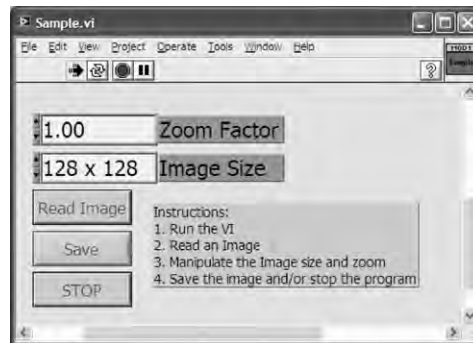 Sample.vi
File Edit View Project Operate Tools Window Help
1.00 Zoom Factor
128 x 128 Image Size
Read Image
Save
STOP
Instructions:
1. Run the VI
2. Read an Image
3. Manipulate the Image size and zoom
4. Save the image and/or stop the program